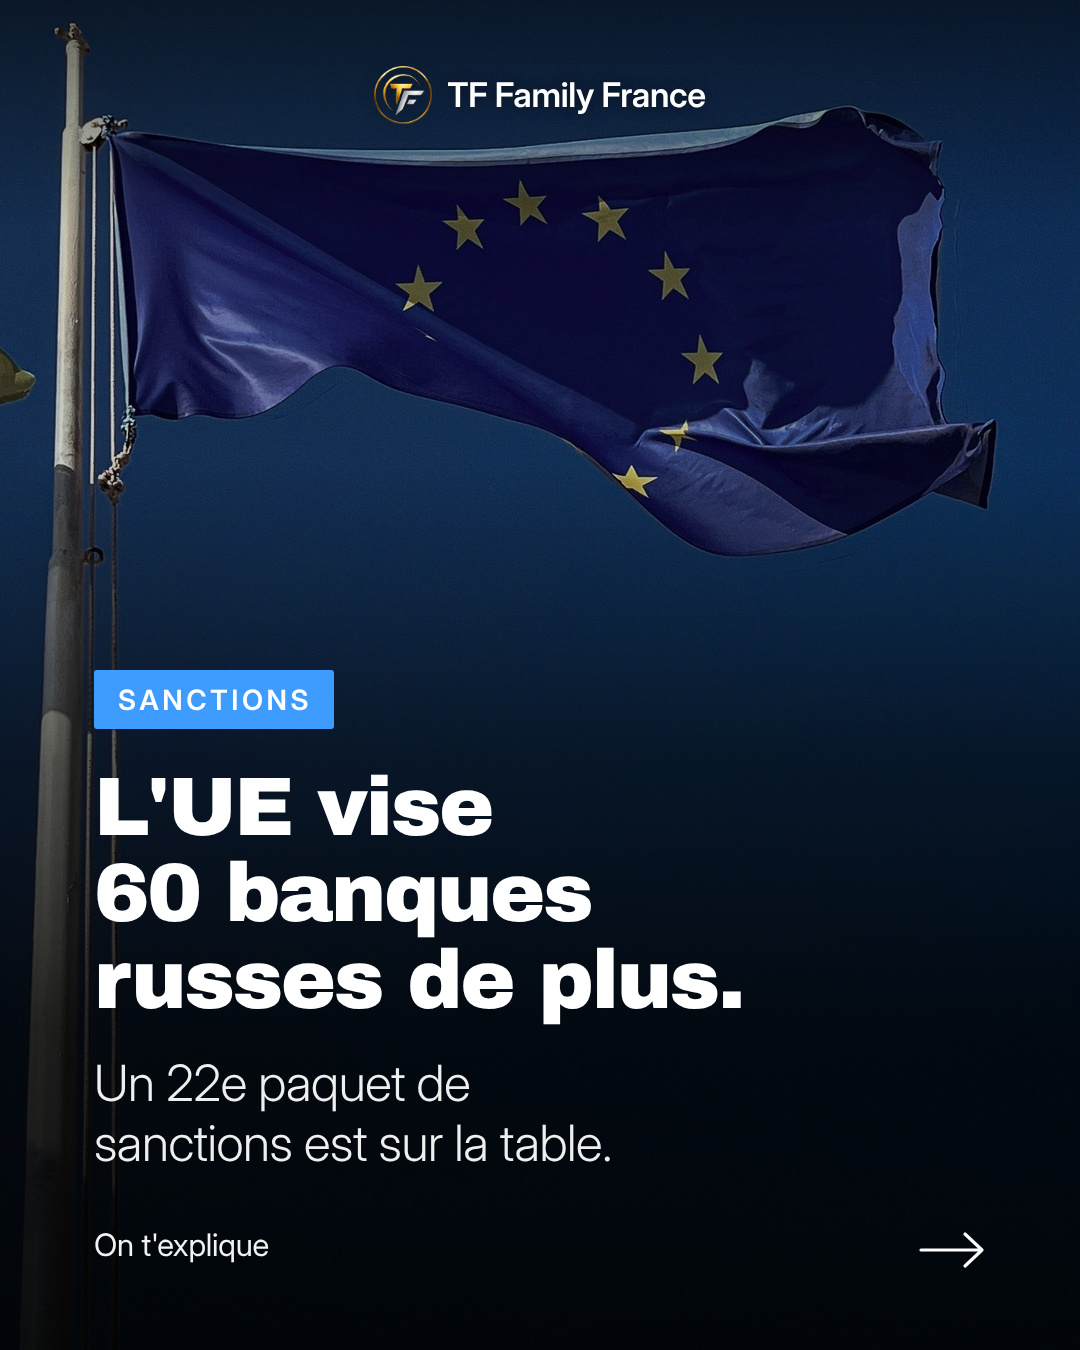 TF Family France
SANCTIONS
L'UE vise
60 banques
russes de plus.
Un 22e paquet de
sanctions est sur la table.
On t'explique